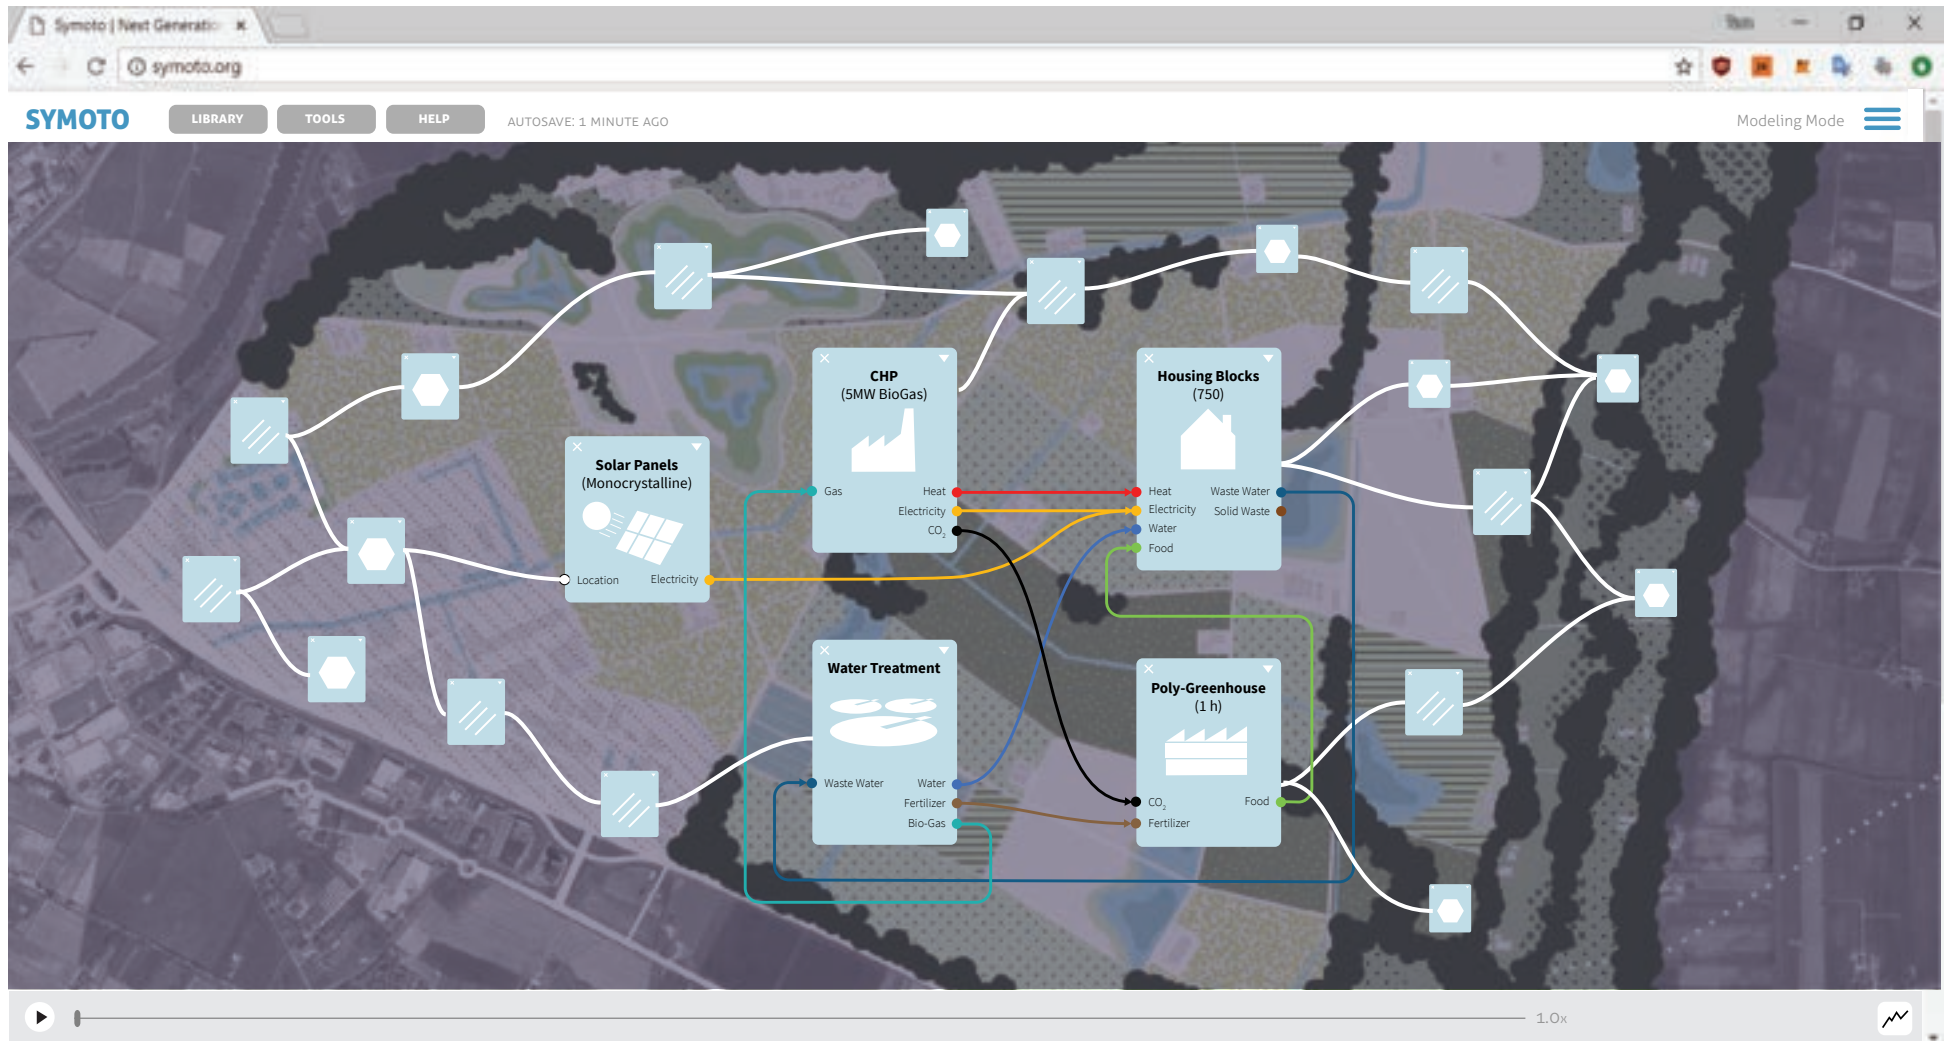 Symoto | Next Generatio
symoto.org
SYMOTO
LIBRARY
TOOLS
HELP
AUTOSAVE: 1 MINUTE AGO
Modeling Mode
CHP
(5MW BioGas)
Gas
Heat
Electricity
CO₂
Housing Blocks
(750)
Heat
Electricity
Water
Food
Waste Water
Solid Waste
Solar Panels
(Monocrystalline)
Location
Electricity
Water Treatment
Waste Water
Water
Fertilizer
Bio-Gas
Poly-Greenhouse
(1 h)
CO₂
Fertilizer
Food
1.0x